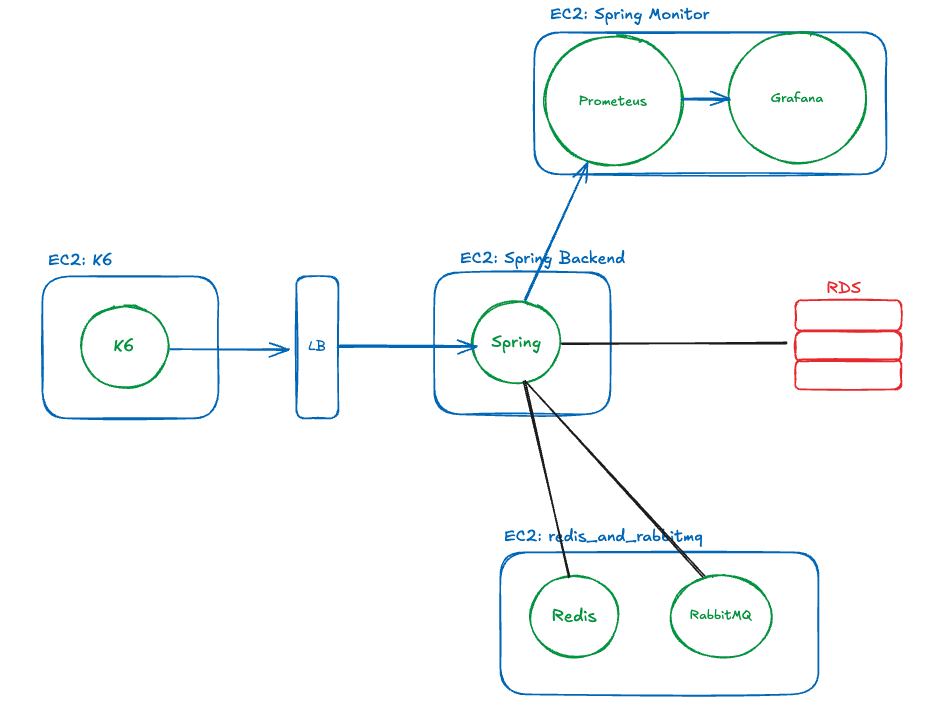 EC2: Spring Monitor
Prometeus
Grafana
EC2: K6
EC2: Spring Backend
RDS
K6
LB
Spring
EC2: redis_and_rabbitmq
Redis
RabbitMQ